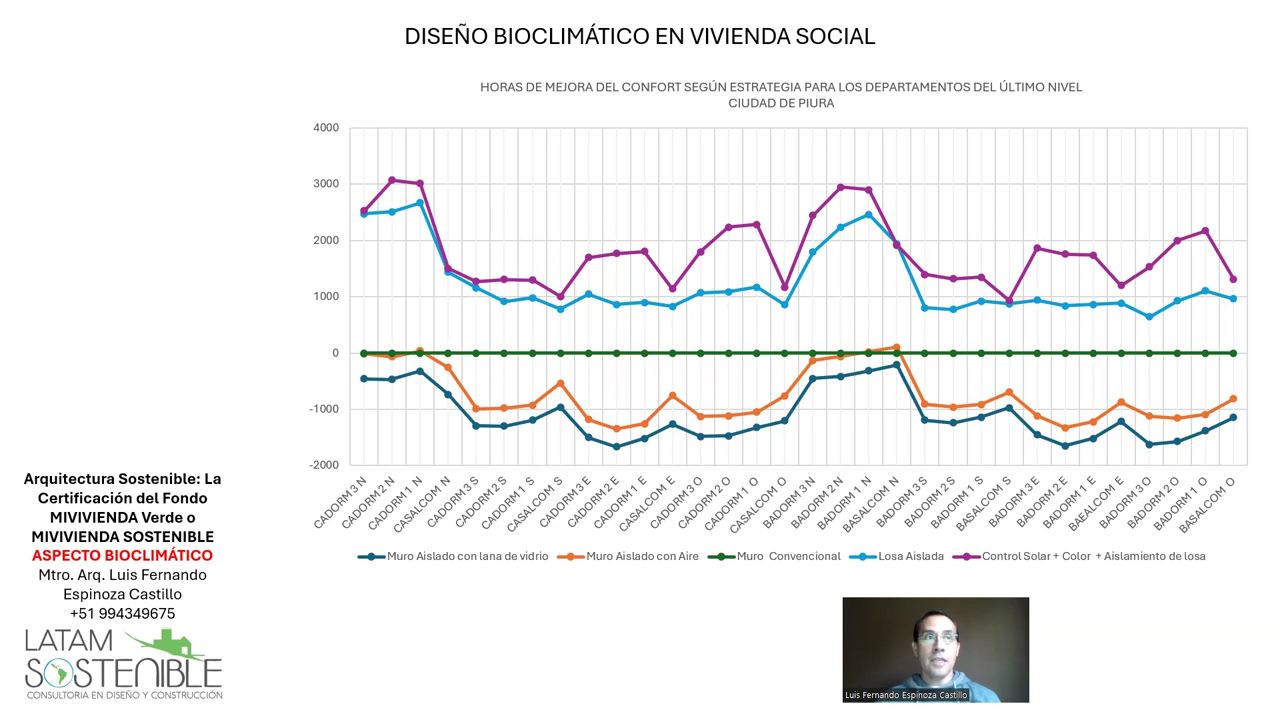 DISEÑO BIOCLIMÁTICO EN VIVIENDA SOCIAL
HORAS DE MEJORA DEL CONFORT SEGÚN ESTRATEGIA PARA LOS DEPARTAMENTOS DEL ÚLTIMO NIVEL
CIUDAD DE PIURA
4000
3000
2000
1000
0
-1000
-2000
CADORM3 N
CADORM2 N
CADORM1 N
CASALCOM N
CADORM3 S
CADORM2 S
CADORM1 S
CASALCOM S
CADORM3 E
CADORM2 E
CADORM1 E
CASALCOM E
CADORM3 O
CADORM2 O
CADORM1 O
CASALCOM O
BADORM3 N
BADORM2 N
BADORM1 N
BASALCOM N
BADORM3 S
BADORM2 S
BADORM1 S
BASALCOM S
BADORM3 E
BADORM2 E
BADORM1 E
BAEALCOM E
BADORM3 O
BADORM2 O
BADORM1 O
BASALCOM O
Muro Aislado con lana de vidrio
Muro Aislado con Aire
Muro Convencional
Losa Aislada
Control Solar + Color + Aislamiento de losa
Arquitectura Sostenible: La
Certificación del Fondo
MIVIVIENDA Verde o
MIVIVIENDA SOSTENIBLE
ASPECTO BIOCLIMÁTICO
Mtro. Arq. Luis Fernando
Espinoza Castillo
+51 994349675
LATAM
SOSTENIBLE
CONSULTORIA EN DISEÑO Y CONSTRUCCIÓN
Luis Fernando Espinoza Castillo